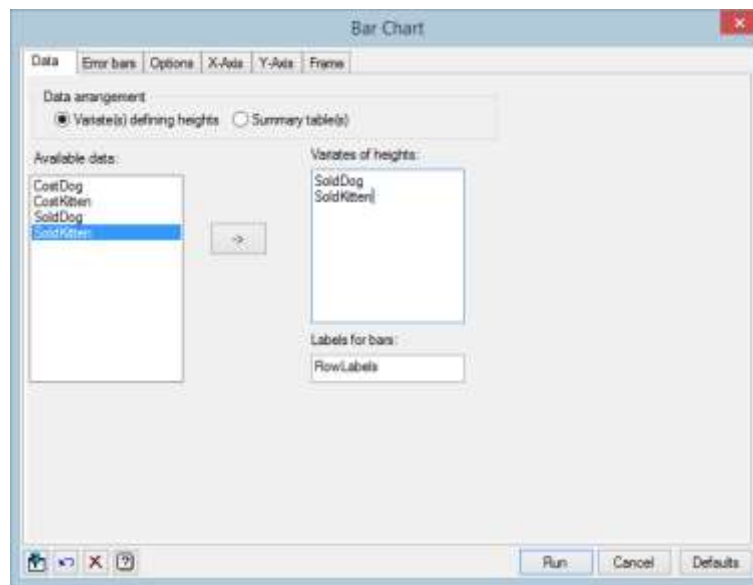 Bar Chart
Data Error bars Options X-Axis Y-Axis Frame
Data arrangement
Variate(s) defining heights Summary table(s)
Available data:
CostDog
CostKitten
SoldDog
SoldKitten
->
Variates of heights:
SoldDog
SoldKitten
Labels for bars:
RowLabels
Run Cancel Defaults